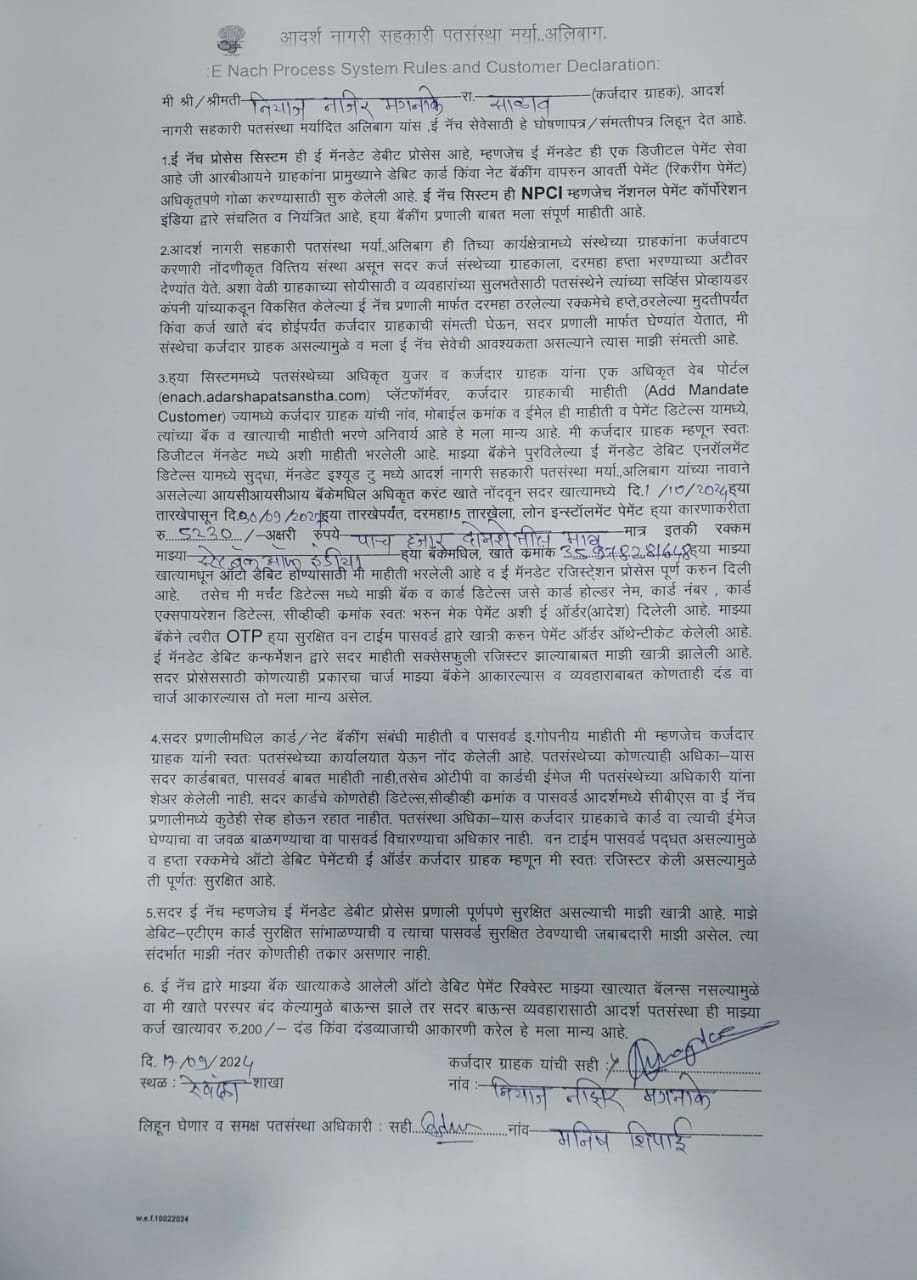 आदर्श नागरी सहकारी पतसंस्था मर्या.,अलिबाग.
:E Nach Process System Rules and Customer Declaration:
मी श्री/श्रीमती नियाज नजिर मगनाके रा. साळाव (कर्जदार ग्राहक), आदर्श
नागरी सहकारी पतसंस्था मर्यादित अलिबाग यांस ,ई नॅच सेवेसाठी हे घोषणापत्र/संमत्तीपत्र लिहून देत आहे.
1.ई नॅच प्रोसेस सिस्टम ही ई मॅनडेट डेबीट प्रोसेस आहे, म्हणजेच ई मॅनडेट ही एक डिजीटल पेमेंट सेवा
आहे जी आरबीआयने ग्राहकांना प्रामुख्याने डेबिट कार्ड किंवा नेट बॅकींग वापरुन आवर्ती पेमेंट (रिकरींग पेमेंट)
अधिकृतपणे गोळा करण्यासाठी सुरु केलेली आहे. ई नॅच सिस्टम ही NPCI म्हणजेच नॅशनल पेमेंट कॉर्पोरेशन
इंडिया द्वारे संचलित व नियंत्रित आहे, हया बॅकींग प्रणाली बाबत मला संपूर्ण माहीती आहे.
2.आदर्श नागरी सहकारी पतसंस्था मर्या.,अलिबाग ही तिच्या कार्यक्षेत्रामध्ये संस्थेच्या ग्राहकांना कर्जवाटप
करणारी नोंदणीकृत वित्तिय संस्था असून सदर कर्ज संस्थेच्या ग्राहकाला, दरमहा हप्ता भरण्याच्या अटीवर
देण्यांत येते. अशा वेळी ग्राहकाच्या सोयीसाठी व व्यवहारांच्या सुलभतेसाठी पतसंस्थेने त्यांच्या सर्व्हिस प्रोव्हायडर
कंपनी यांच्याकडून विकसित केलेल्या ई नॅच प्रणाली मार्फत दरमहा ठरलेल्या रक्कमेचे हप्ते,ठरलेल्या मुदतीपर्यंत
किंवा कर्ज खाते बंद होईपर्यंत कर्जदार ग्राहकाची संमत्ती घेऊन, सदर प्रणाली मार्फत घेण्यांत येतात, मी
संस्थेचा कर्जदार ग्राहक असल्यामुळे व मला ई नॅच सेवेची आवश्यकता असल्याने त्यास माझी संमत्ती आहे.
3.हया सिस्टममध्ये पतसंस्थेच्या अधिकृत युजर व कर्जदार ग्राहक यांना एक अधिकृत वेब पोर्टल
(enach.adarshapatsanstha.com) प्लॅटफॉर्मवर, कर्जदार ग्राहकाची माहीती (Add Mandate
Customer) ज्यामध्ये कर्जदार ग्राहक यांची नांव, मोबाईल क्रमांक व ईमेल ही माहीती व पेमेंट डिटेल्स यामध्ये,
त्यांच्या बॅक व खात्याची माहीती भरणे अनिवार्य आहे हे मला मान्य आहे. मी कर्जदार ग्राहक म्हणून स्वतः
डिजीटल मॅनडेट मध्ये अशी माहीती भरलेली आहे. माझ्या बॅकेने पुरविलेल्या ई मॅनडेट डेबिट एनरॉलमेंट
डिटेल्स यामध्ये सुद्धा, मॅनडेट इश्यूड टु मध्ये आदर्श नागरी सहकारी पतसंस्था मर्या.,अलिबाग यांच्या नावाने
असलेल्या आयसीआयसीआय बॅकेमधिल अधिकृत करंट खाते नोंदवून सदर खात्यामध्ये दि.1 /10/2024हया
तारखेपासून दि.30/09/2027हया तारखेपर्यंत, दरमहा15 तारखेला, लोन इन्स्टॉलमेंट पेमेंट हया कारणाकरीता
रु....5230..../-अक्षरी रुंपये पाच हजार दोनशे तीस मात्र मात्र इतकी रक्कम
माझ्या स्टेट बॅंक ऑफ इंडिया हया बॅकेमधिल, खाते कमांक 35978281648हया माझ्या
खात्यामधून ऑटो डेबिट होण्यासाठी मी माहीती भरलेली आहे व ई मॅनडेट रजिस्ट्रेशन प्रोसेस पूर्ण करुन दिली
आहे. तसेच मी मर्चंट डिटेल्स मध्ये माझी बॅक व कार्ड डिटेल्स जसे कार्ड होल्डर नेम, कार्ड नंबर , कार्ड
एक्सपायरेशन डिटेल्स, सीव्हीव्ही कमांक स्वतः भरुन मेक पेमेंट अशी ई ऑर्डर(आदेश) दिलेली आहे. माझ्या
बॅकेने त्वरीत OTP हया सुरक्षित वन टाईम पासवर्ड द्वारे खात्री करुन पेमेंट ऑर्डर ऑथेन्टीकेट केलेली आहे.
ई मॅनडेट डेबिट कन्फर्मेशन द्वारे सदर माहीती सक्सेसफुली रजिस्टर झाल्याबाबत माझी खात्री झालेली आहे.
सदर प्रोसेससाठी कोणत्याही प्रकारचा चार्ज माझ्या बॅकेने आकारल्यास व व्यवहाराबाबत कोणताही दंड वा
चार्ज आकारल्यास तो मला मान्य असेल.
4.सदर प्रणालीमधिल कार्ड/नेट बॅकींग संबंधी माहीती व पासवर्ड इ.गोपनीय माहीती मी म्हणजेच कर्जदार
ग्राहक यांनी स्वतः पतसंस्थेच्या कार्यालयात येऊन नोंद केलेली आहे. पतसंस्थेच्या कोणत्याही अधिका-यास
सदर कार्डबाबत, पासवर्ड बाबत माहीती नाही,तसेच ओटीपी वा कार्डची ईमेज मी पतसंस्थेच्या अधिकारी यांना
शेअर केलेली नाही. सदर कार्डचे कोणतेही डिटेल्स,सीव्हीव्ही कमांक व पासवर्ड आदर्शमध्ये सीबीएस वा ई नॅच
प्रणालीमध्ये कुठेही सेव्ह होऊन रहात नाहीत. पतसंस्था अधिका-यास कर्जदार ग्राहकाचे कार्ड वा त्याची ईमेज
घेण्याचा वा जवळ बाळगण्याचा वा पासवर्ड विचारण्याचा अधिकार नाही. वन टाईम पासवर्ड पद्धत असल्यामुळे
व हप्ता रक्कमेचे ऑटो डेबिट पेमेंटची ई ऑर्डर कर्जदार ग्राहक म्हणून मी स्वतः रजिस्टर केली असल्यामुळे
ती पूर्णतः सुरक्षित आहे.
5.सदर ई नॅच म्हणजेच ई मॅनडेट डेबीट प्रोसेस प्रणाली पूर्णपणे सुरक्षित असल्याची माझी खात्री आहे. माझे
डेबिट-एटीएम कार्ड सुरक्षित सांभाळण्याची व त्याचा पासवर्ड सुरक्षित ठेवण्याची जबाबदारी माझी असेल. त्या
संदर्भात माझी नंतर कोणतीही तक्रार असणार नाही.
6. ई नॅच द्वारे माझ्या बॅक खात्याकडे आलेली ऑटो डेबिट पेमेंट रिक्वेस्ट माझ्या खात्यात बॅलन्स नसल्यामुळे
वा मी खाते परस्पर बंद केल्यामुळे बाऊन्स झाले तर सदर बाऊन्स व्यवहारासाठी आदर्श पतसंस्था ही माझ्या
कर्ज खात्यावर रु.200/- दंड किंवा दंडव्याजाची आकारणी करेल हे मला मान्य आहे.
दि. 17/09/2024 कर्जदार ग्राहक यांची सही :
स्थळ : रेवदंडा शाखा नांव : नियाज नझिर मगनाके
लिहून घेणार व समक्ष पतसंस्था अधिकारी : सही नांव मनिष शिपाई
w.e.f.10022024